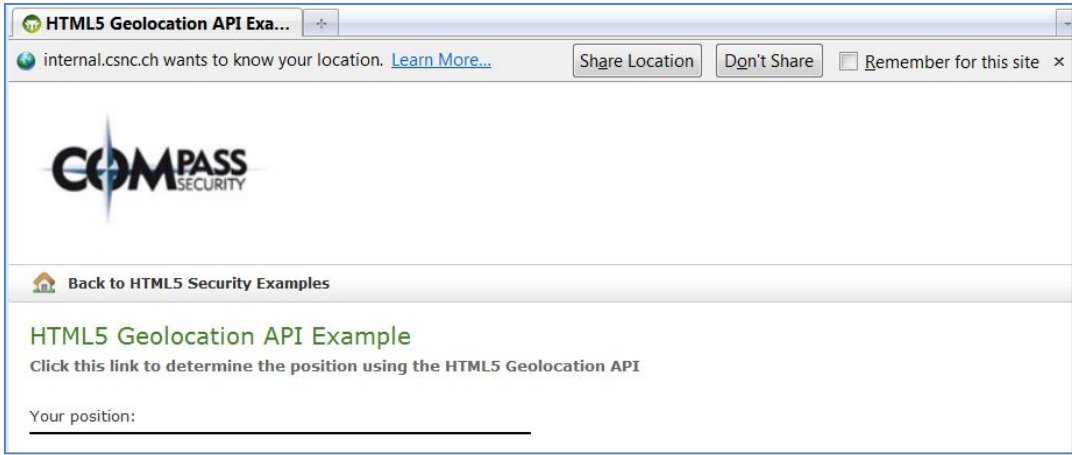 HTML5 Geolocation API Exa...
internal.csnc.ch wants to know your location. Learn More... Share Location Don't Share Remember for this site ×
COMPASS
SECURITY
Back to HTML5 Security Examples
HTML5 Geolocation API Example
Click this link to determine the position using the HTML5 Geolocation API
Your position: